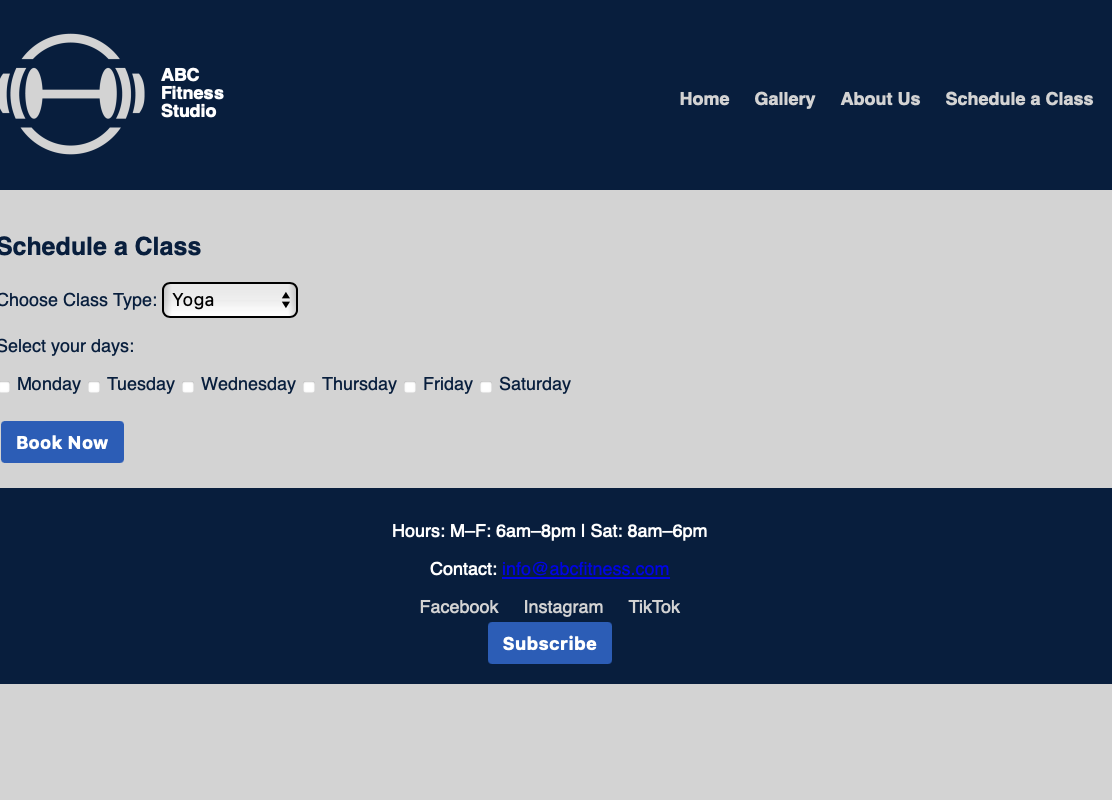 ABC
Fitness
Studio
Home Gallery About Us Schedule a Class
Schedule a Class
Choose Class Type: Yoga
Select your days:
Monday Tuesday Wednesday Thursday Friday Saturday
Book Now
Hours: M–F: 6am–8pm | Sat: 8am–6pm
Contact: info@abcfitness.com
Facebook Instagram TikTok
Subscribe